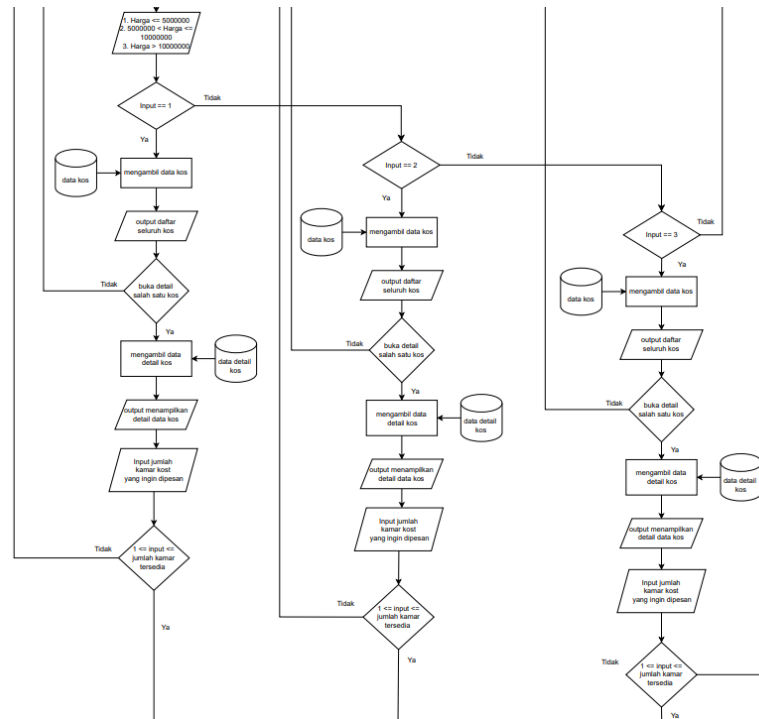 1. Harga <= 5000000
2. 5000000 < Harga <=
10000000
3. Harga > 10000000
Input == 1
Tidak
Ya
data kos
mengambil data kos
output daftar
seluruh kos
Tidak
buka detail
salah satu kos
Ya
mengambil data
detail kos
data detail
kos
output menampilkan
detail data kos
Input jumlah
kamar kost
yang ingin dipesan
Tidak
1 <= input <=
jumlah kamar
tersedia
Ya
Input == 2
Tidak
Ya
data kos
mengambil data kos
output daftar
seluruh kos
Tidak
buka detail
salah satu kos
Ya
mengambil data
detail kos
data detail
kos
output menampilkan
detail data kos
Input jumlah
kamar kost
yang ingin dipesan
Tidak
1 <= input <=
jumlah kamar
tersedia
Ya
Input == 3
Tidak
Ya
data kos
mengambil data kos
output daftar
seluruh kos
Tidak
buka detail
salah satu kos
Ya
mengambil data
detail kos
data detail
kos
output menampilkan
detail data kos
Input jumlah
kamar kost
yang ingin dipesan
Tidak
1 <= input <=
jumlah kamar
tersedia
Ya